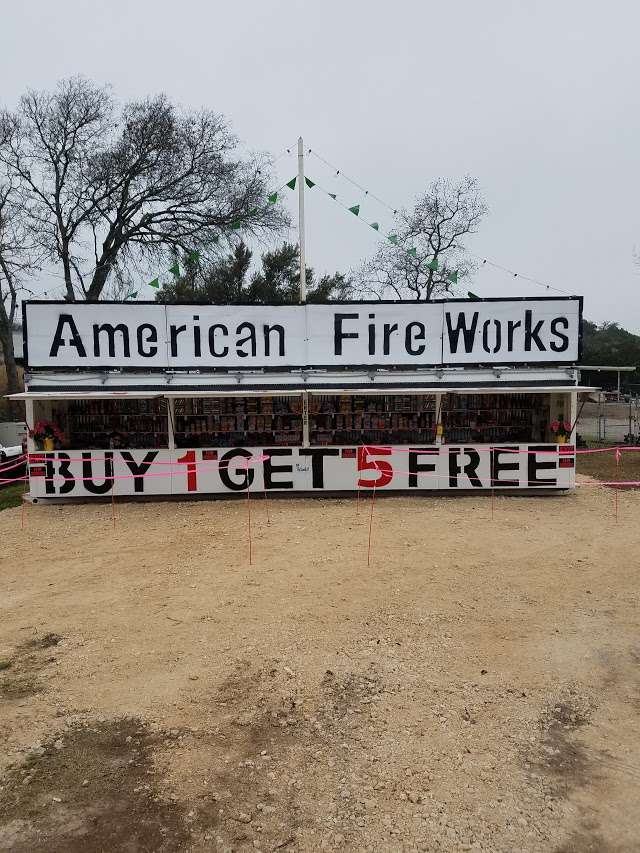 American Fire Works
BUY 1 GET 5 FREE